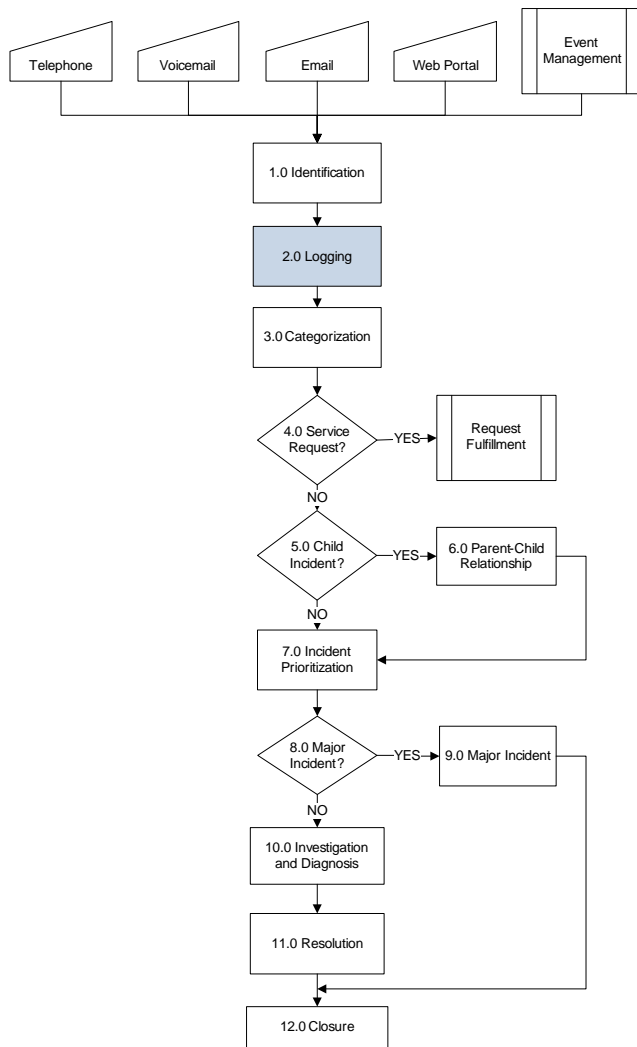 Telephone
Voicemail
Email
Web Portal
Event
Management
1.0 Identification
2.0 Logging
3.0 Categorization
4.0 Service
Request?
YES
Request
Fulfillment
NO
5.0 Child
Incident?
YES
6.0 Parent-Child
Relationship
NO
7.0 Incident
Prioritization
8.0 Major
Incident?
YES
9.0 Major Incident
NO
10.0 Investigation
and Diagnosis
11.0 Resolution
12.0 Closure